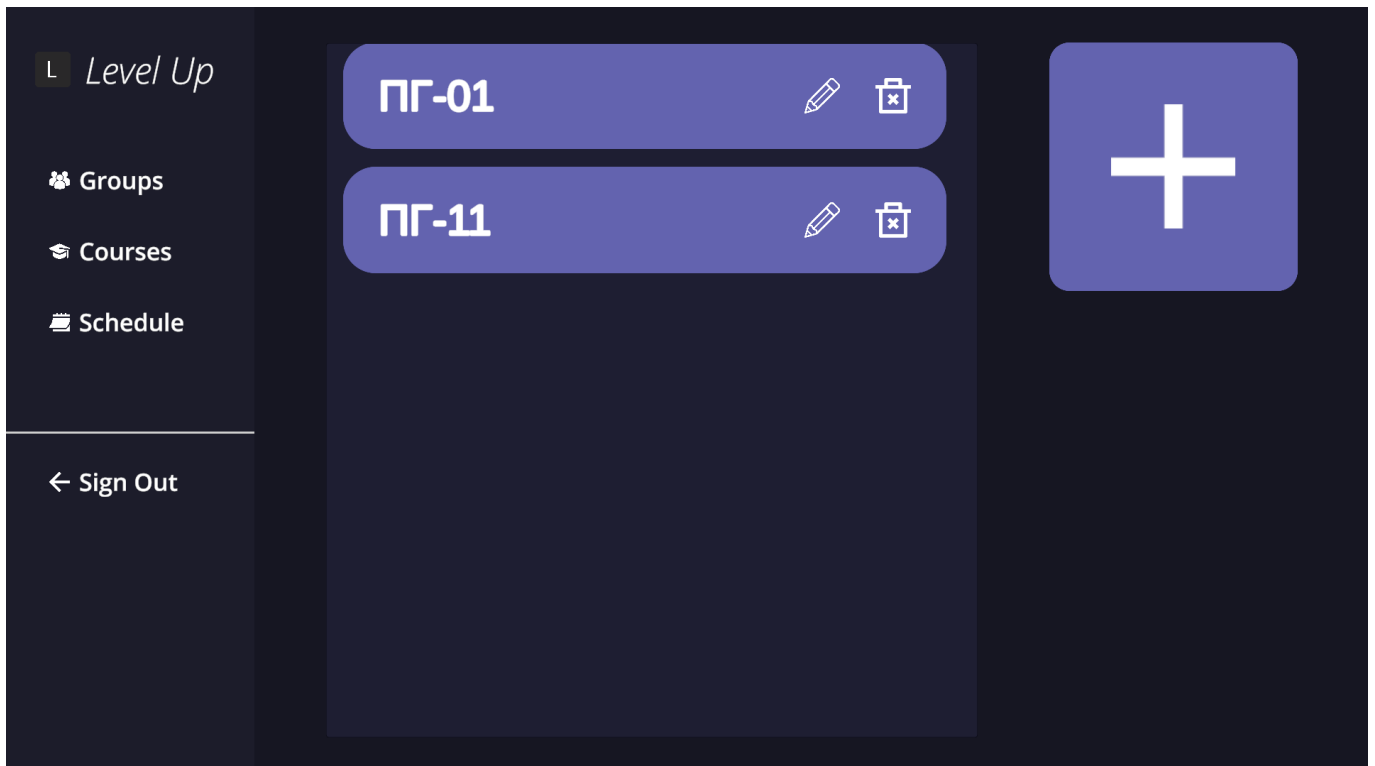 L Level Up
Groups
Courses
Schedule
Sign Out
ПГ-01
ПГ-11